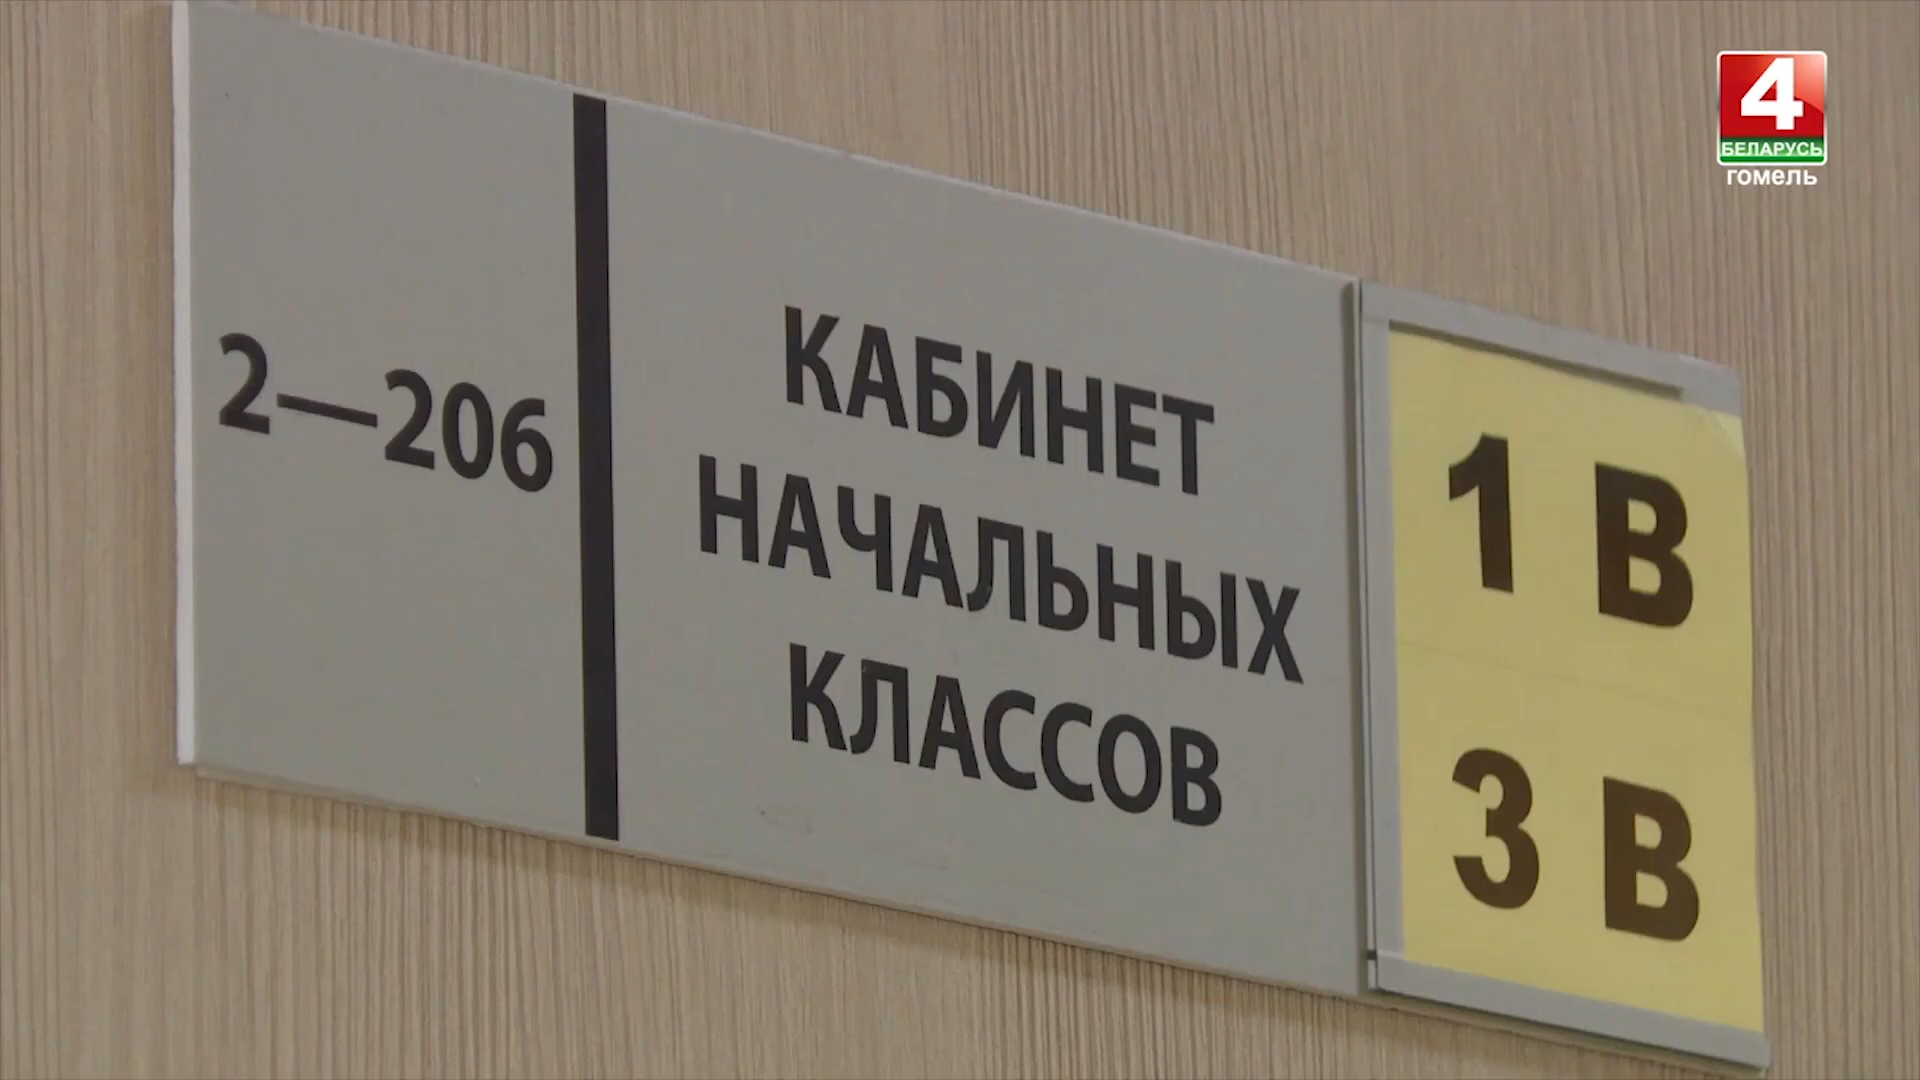 2—206
КАБИНЕТ
НАЧАЛЬНЫХ
КЛАССОВ
1 В
3 В
4
БЕЛАРУСЬ
гомель